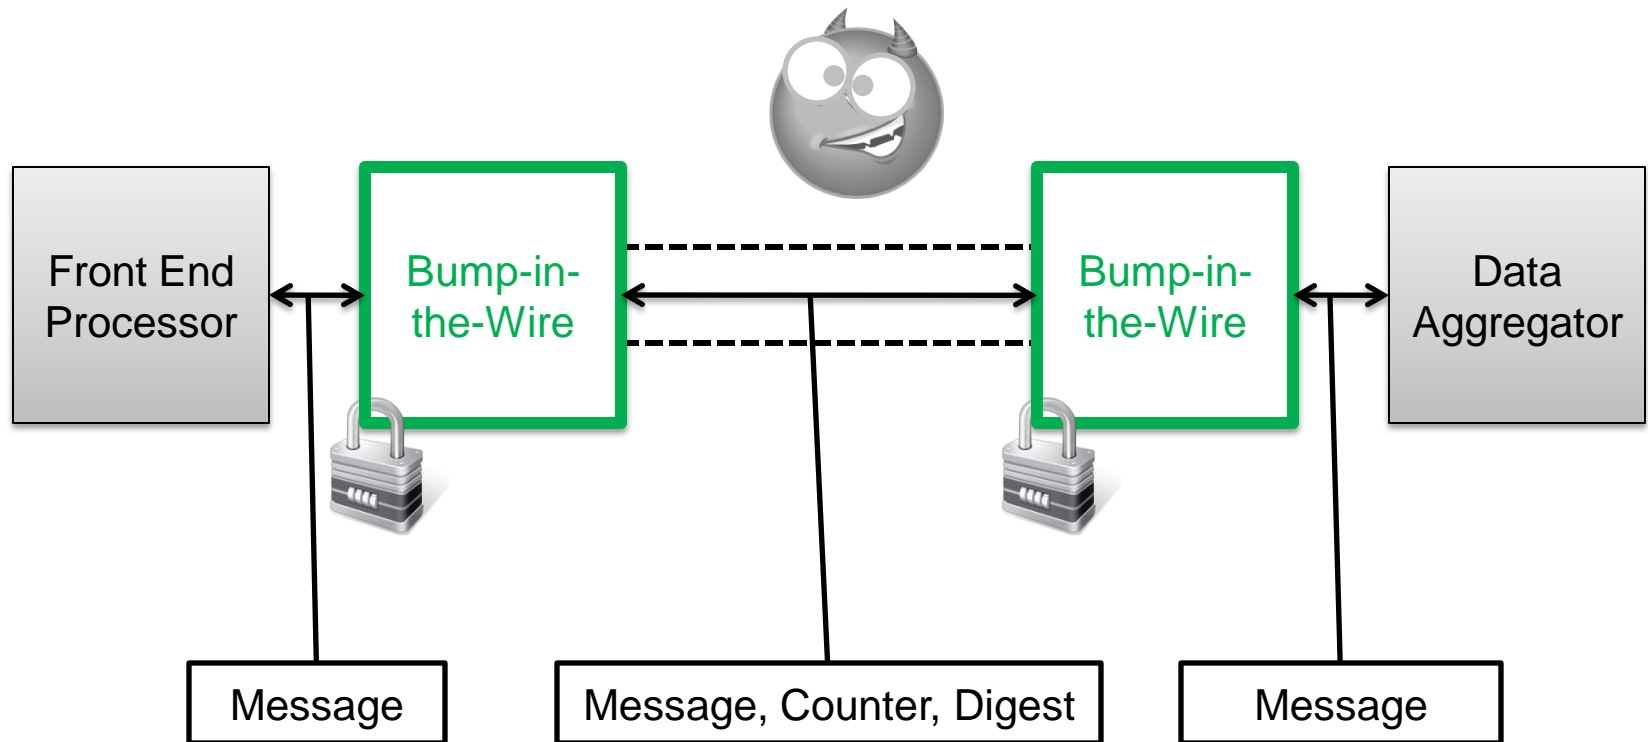 Front End
Processor
Bump-in-
the-Wire
Bump-in-
the-Wire
Data
Aggregator
Message
Message, Counter, Digest
Message